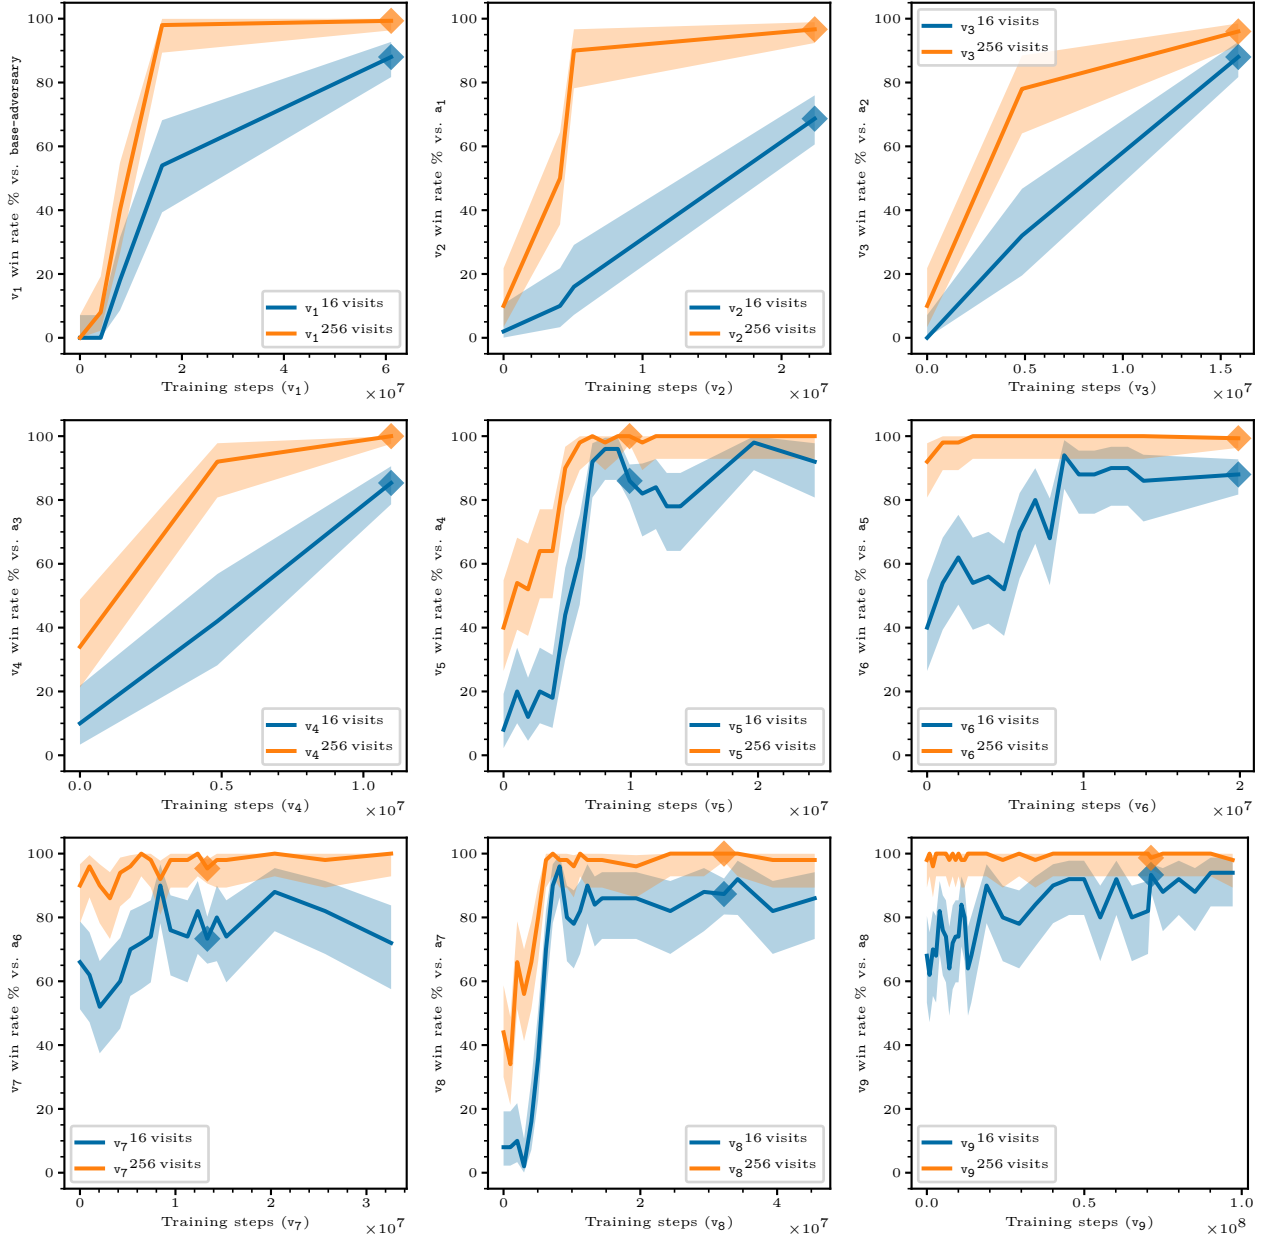 100
80
60
40
20
0
v1 win rate % vs. base-adversary
v1 16 visits
v1 256 visits
0 2 4 6
Training steps (v1)
×10^7
100
80
60
40
20
0
v2 win rate % vs. a1
v2 16 visits
v2 256 visits
0 1 2
Training steps (v2)
×10^7
100
80
60
40
20
0
v3 win rate % vs. a2
v3 16 visits
v3 256 visits
0.0 0.5 1.0 1.5
Training steps (v3)
×10^7
100
80
60
40
20
0
v4 win rate % vs. a3
v4 16 visits
v4 256 visits
0.0 0.5 1.0
Training steps (v4)
×10^7
100
80
60
40
20
0
v5 win rate % vs. a4
v5 16 visits
v5 256 visits
0 1 2
Training steps (v5)
×10^7
100
80
60
40
20
0
v6 win rate % vs. a5
v6 16 visits
v6 256 visits
0 1 2
Training steps (v6)
×10^7
100
80
60
40
20
0
v7 win rate % vs. a6
v7 16 visits
v7 256 visits
0 1 2 3
Training steps (v7)
×10^7
100
80
60
40
20
0
v8 win rate % vs. a7
v8 16 visits
v8 256 visits
0 2 4
Training steps (v8)
×10^7
100
80
60
40
20
0
v9 win rate % vs. a8
v9 16 visits
v9 256 visits
0.0 0.5 1.0
Training steps (v9)
×10^8